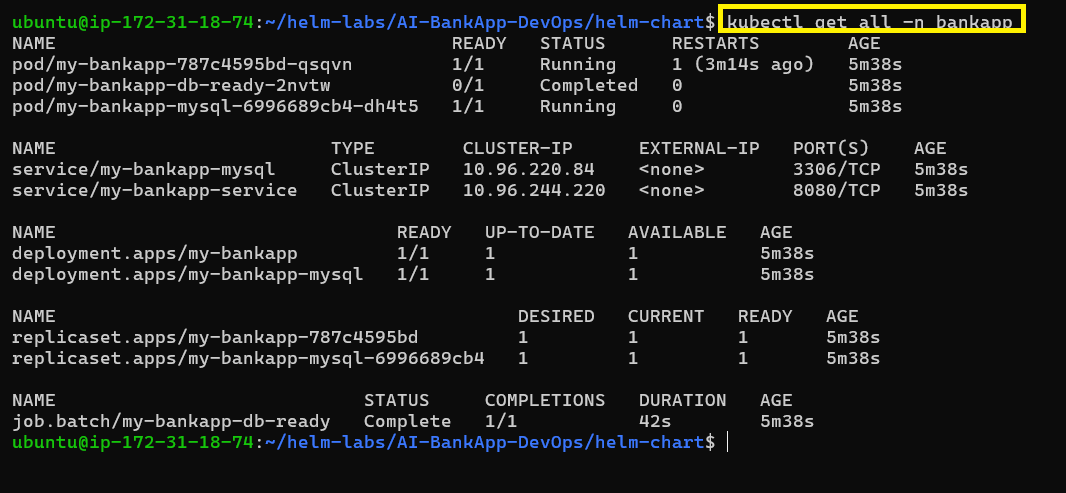 ubuntu@ip-172-31-18-74:~/helm-labs/AI-BankApp-DevOps/helm-chart$ kubectl get all -n bankapp
NAME                                    READY   STATUS      RESTARTS        AGE
pod/my-bankapp-787c4595bd-qsqvn         1/1     Running     1 (3m14s ago)   5m38s
pod/my-bankapp-db-ready-2nvtw           0/1     Completed   0               5m38s
pod/my-bankapp-mysql-6996689cb4-dh4t5   1/1     Running     0               5m38s

NAME                         TYPE        CLUSTER-IP      EXTERNAL-IP   PORT(S)    AGE
service/my-bankapp-mysql     ClusterIP   10.96.220.84    <none>        3306/TCP   5m38s
service/my-bankapp-service   ClusterIP   10.96.244.220   <none>        8080/TCP   5m38s

NAME                               READY   UP-TO-DATE   AVAILABLE   AGE
deployment.apps/my-bankapp         1/1     1            1           5m38s
deployment.apps/my-bankapp-mysql   1/1     1            1           5m38s

NAME                                          DESIRED   CURRENT   READY   AGE
replicaset.apps/my-bankapp-787c4595bd         1         1         1       5m38s
replicaset.apps/my-bankapp-mysql-6996689cb4   1         1         1       5m38s

NAME                            STATUS     COMPLETIONS   DURATION   AGE
job.batch/my-bankapp-db-ready   Complete   1/1           42s        5m38s
ubuntu@ip-172-31-18-74:~/helm-labs/AI-BankApp-DevOps/helm-chart$